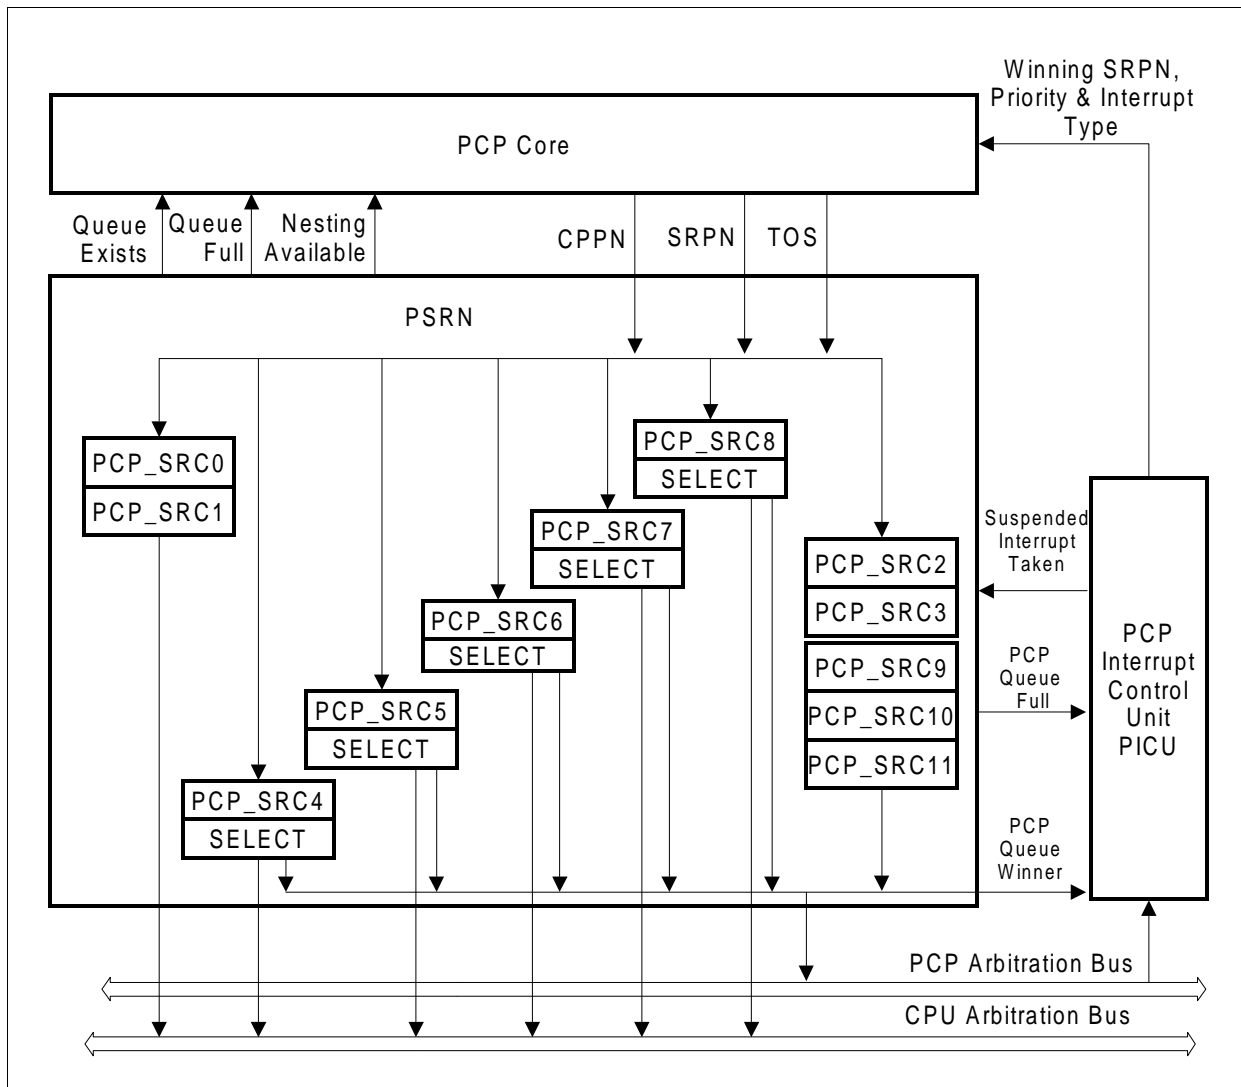 Winning SRPN,
Priority & Interrupt
Type
PCP Core
Queue
Exists
Queue
Full
Nesting
Available
CPPN
SRPN
TOS
PSRN
PCP_SRC0
PCP_SRC1
PCP_SRC8
SELECT
PCP_SRC7
SELECT
PCP_SRC6
SELECT
PCP_SRC5
SELECT
PCP_SRC4
SELECT
PCP_SRC2
PCP_SRC3
PCP_SRC9
PCP_SRC10
PCP_SRC11
Suspended
Interrupt
Taken
PCP
Queue
Full
PCP
Queue
Winner
PCP
Interrupt
Control
Unit
PICU
PCP Arbitration Bus
CPU Arbitration Bus